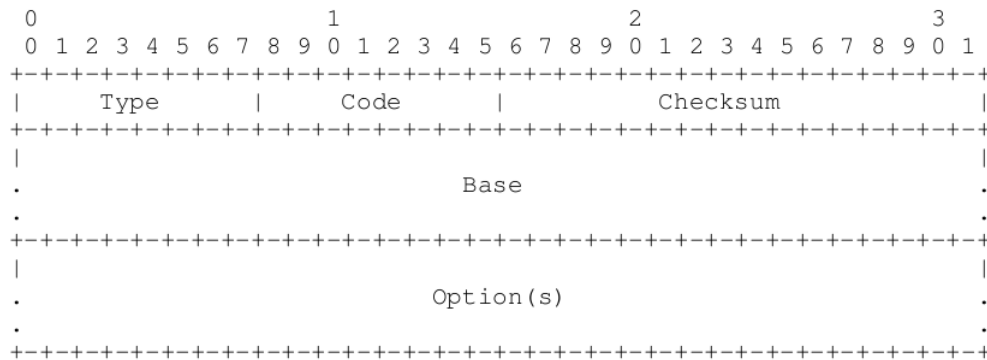 0                   1                   2                   3
0 1 2 3 4 5 6 7 8 9 0 1 2 3 4 5 6 7 8 9 0 1 2 3 4 5 6 7 8 9 0 1
+-+-+-+-+-+-+-+-+-+-+-+-+-+-+-+-+-+-+-+-+-+-+-+-+-+-+-+-+-+-+-+-+
|     Type      |     Code      |          Checksum             |
+-+-+-+-+-+-+-+-+-+-+-+-+-+-+-+-+-+-+-+-+-+-+-+-+-+-+-+-+-+-+-+-+
|                                                               |
.                             Base                              .
.                                                               .
+-+-+-+-+-+-+-+-+-+-+-+-+-+-+-+-+-+-+-+-+-+-+-+-+-+-+-+-+-+-+-+-+
|                                                               |
.                           Option(s)                           .
.                                                               .
+-+-+-+-+-+-+-+-+-+-+-+-+-+-+-+-+-+-+-+-+-+-+-+-+-+-+-+-+-+-+-+-+